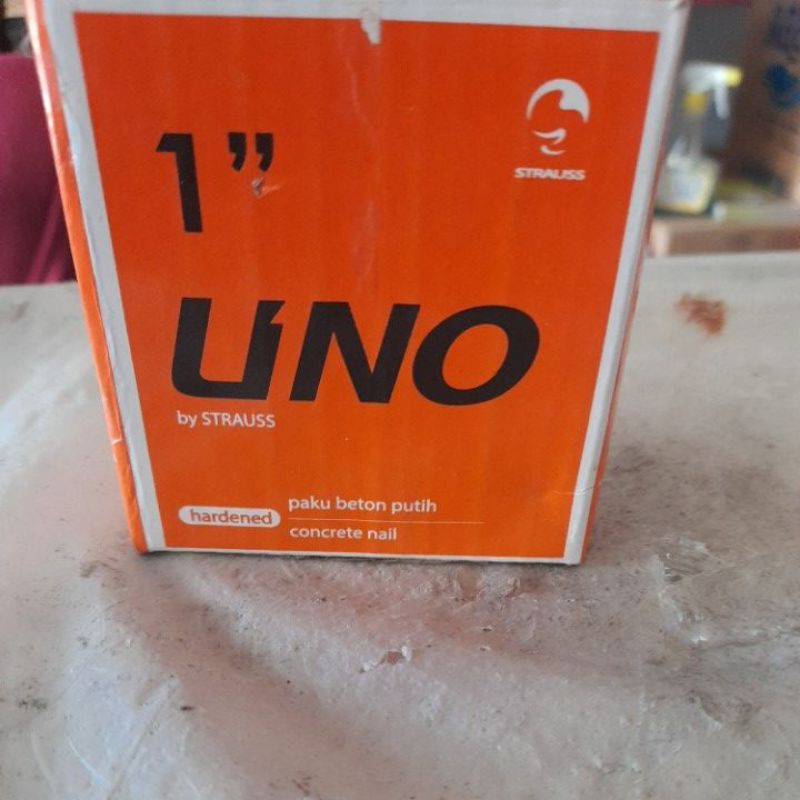 1”
STRAUSS
UNO
by STRAUSS
hardened
paku beton putih
concrete nail